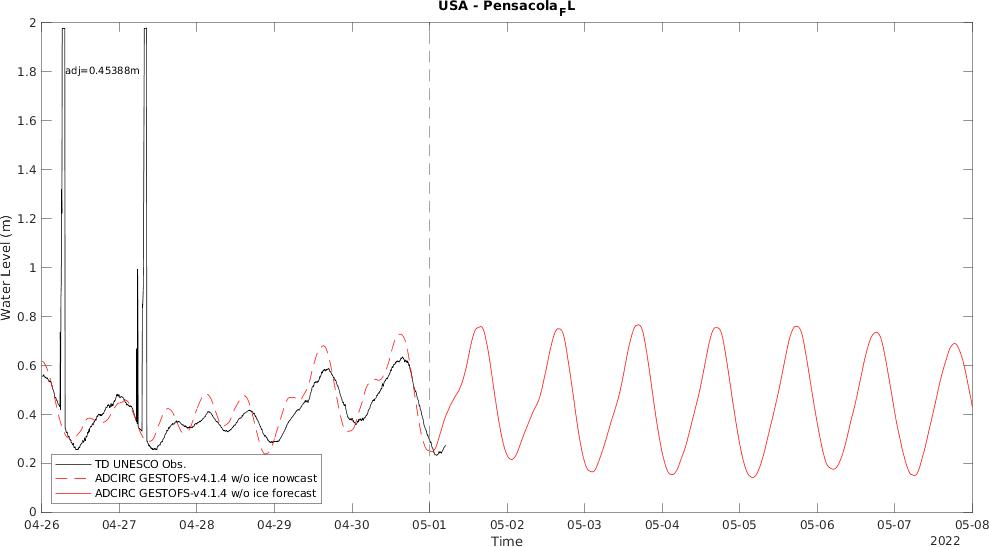 USA - Pensacola_FL
2
1.8
1.6
1.4
1.2
1
0.8
0.6
0.4
0.2
0
Water Level (m)
adj=0.45388m
TD UNESCO Obs.
ADCIRC GESTOFS-v4.1.4 w/o ice nowcast
ADCIRC GESTOFS-v4.1.4 w/o ice forecast
04-26 04-27 04-28 04-29 04-30 05-01 05-02 05-03 05-04 05-05 05-06 05-07 05-08
Time
2022